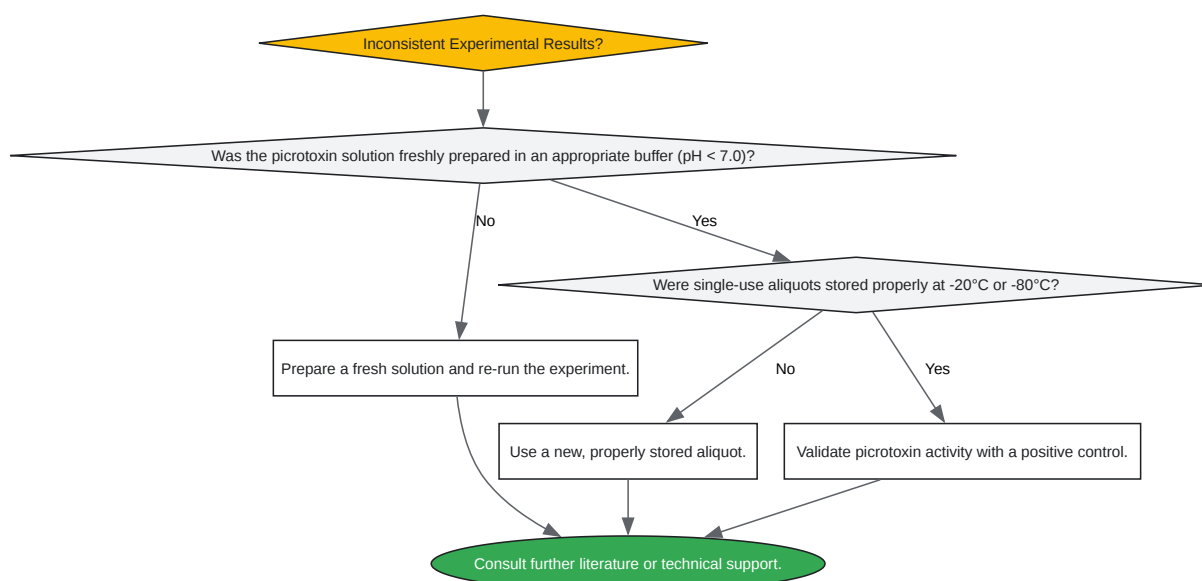 Inconsistent Experimental Results?
Was the picrotoxin solution freshly prepared in an appropriate buffer (pH < 7.0)?
No
Yes
Were single-use aliquots stored properly at -20°C or -80°C?
Prepare a fresh solution and re-run the experiment.
No
Yes
Use a new, properly stored aliquot.
Validate picrotoxin activity with a positive control.
Consult further literature or technical support.